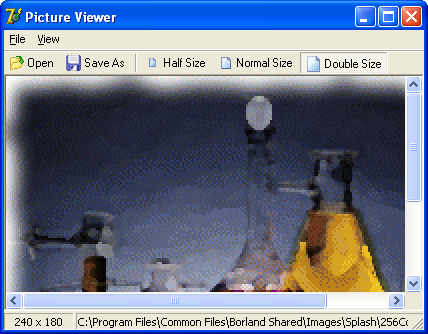 Picture Viewer
File View
Open Save As Half Size Normal Size Double Size
240 x 180 C:\Program Files\Common Files\Borland Shared\Images\Splash\256Co